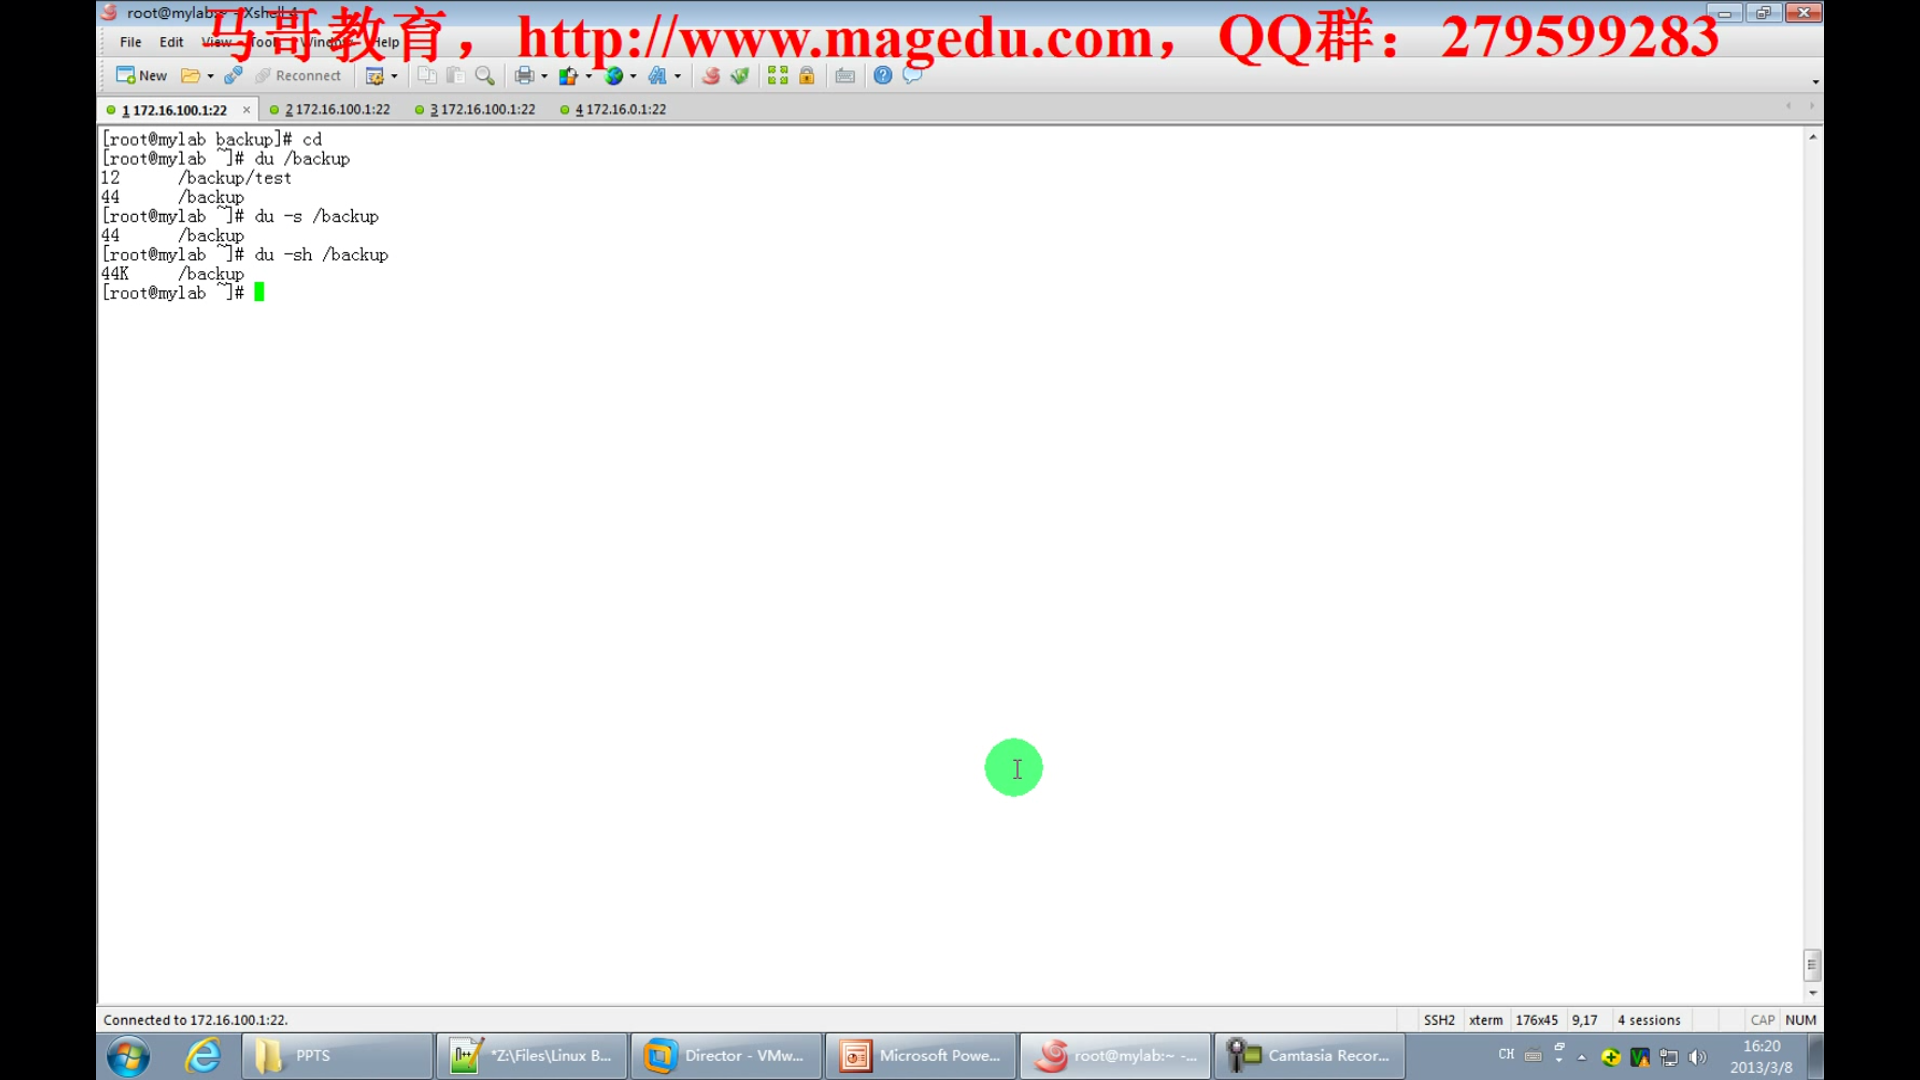 root@mylab:~ - Xshell 4
马哥教育，http://www.magedu.com，QQ群：279599283
File Edit View Tools Window Help
New Reconnect
1 172.16.100.1:22 × 2 172.16.100.1:22 3 172.16.100.1:22 4 172.16.0.1:22
[root@mylab backup]# cd
[root@mylab ~]# du /backup
12 /backup/test
44 /backup
[root@mylab ~]# du -s /backup
44 /backup
[root@mylab ~]# du -sh /backup
44K /backup
[root@mylab ~]#
Connected to 172.16.100.1:22. SSH2 xterm 176x45 9,17 4 sessions CAP NUM
PPTS *Z:\Files\Linux B... Director - VMw... Microsoft Powe... root@mylab:~ -... Camtasia Recor... CH 16:20
2013/3/8